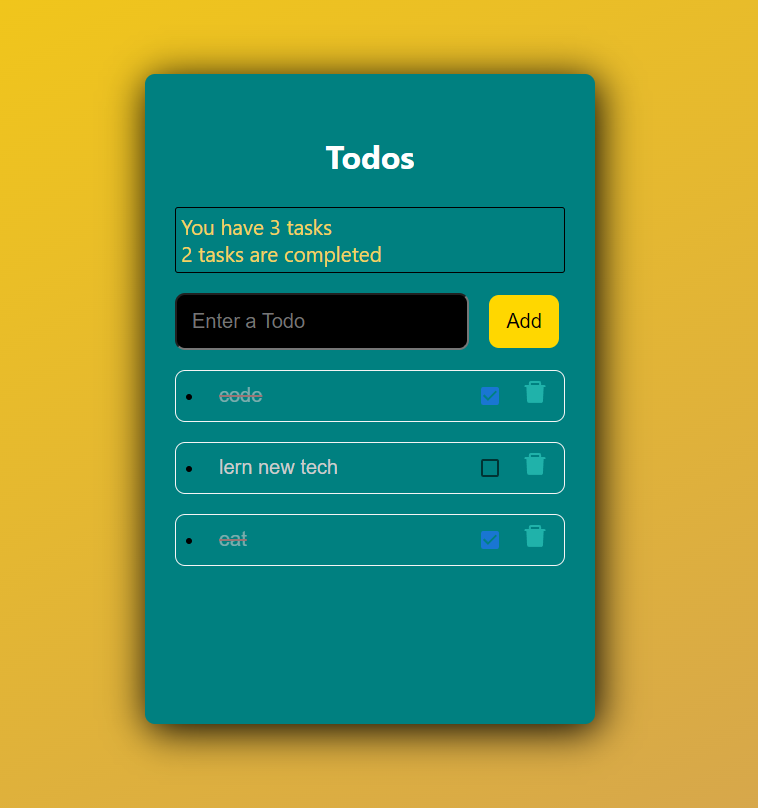 Todos
You have 3 tasks
2 tasks are completed
Enter a Todo
Add
code
lern new tech
eat